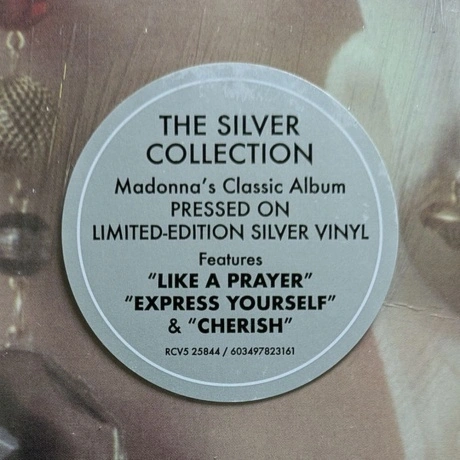 THE SILVER
COLLECTION
Madonna's Classic Album
PRESSED ON
LIMITED-EDITION SILVER VINYL
Features
"LIKE A PRAYER"
"EXPRESS YOURSELF"
& "CHERISH"
RCV5 25844 / 603497823161